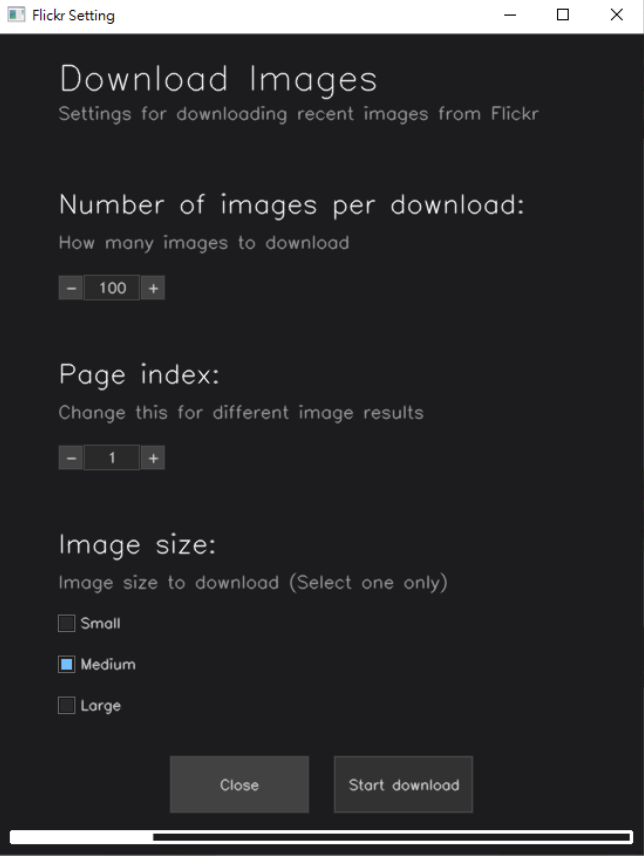 Flickr Setting
Download Images
Settings for downloading recent images from Flickr
Number of images per download:
How many images to download
- 100 +
Page index:
Change this for different image results
- 1 +
Image size:
Image size to download (Select one only)
Small
Medium
Large
Close Start download